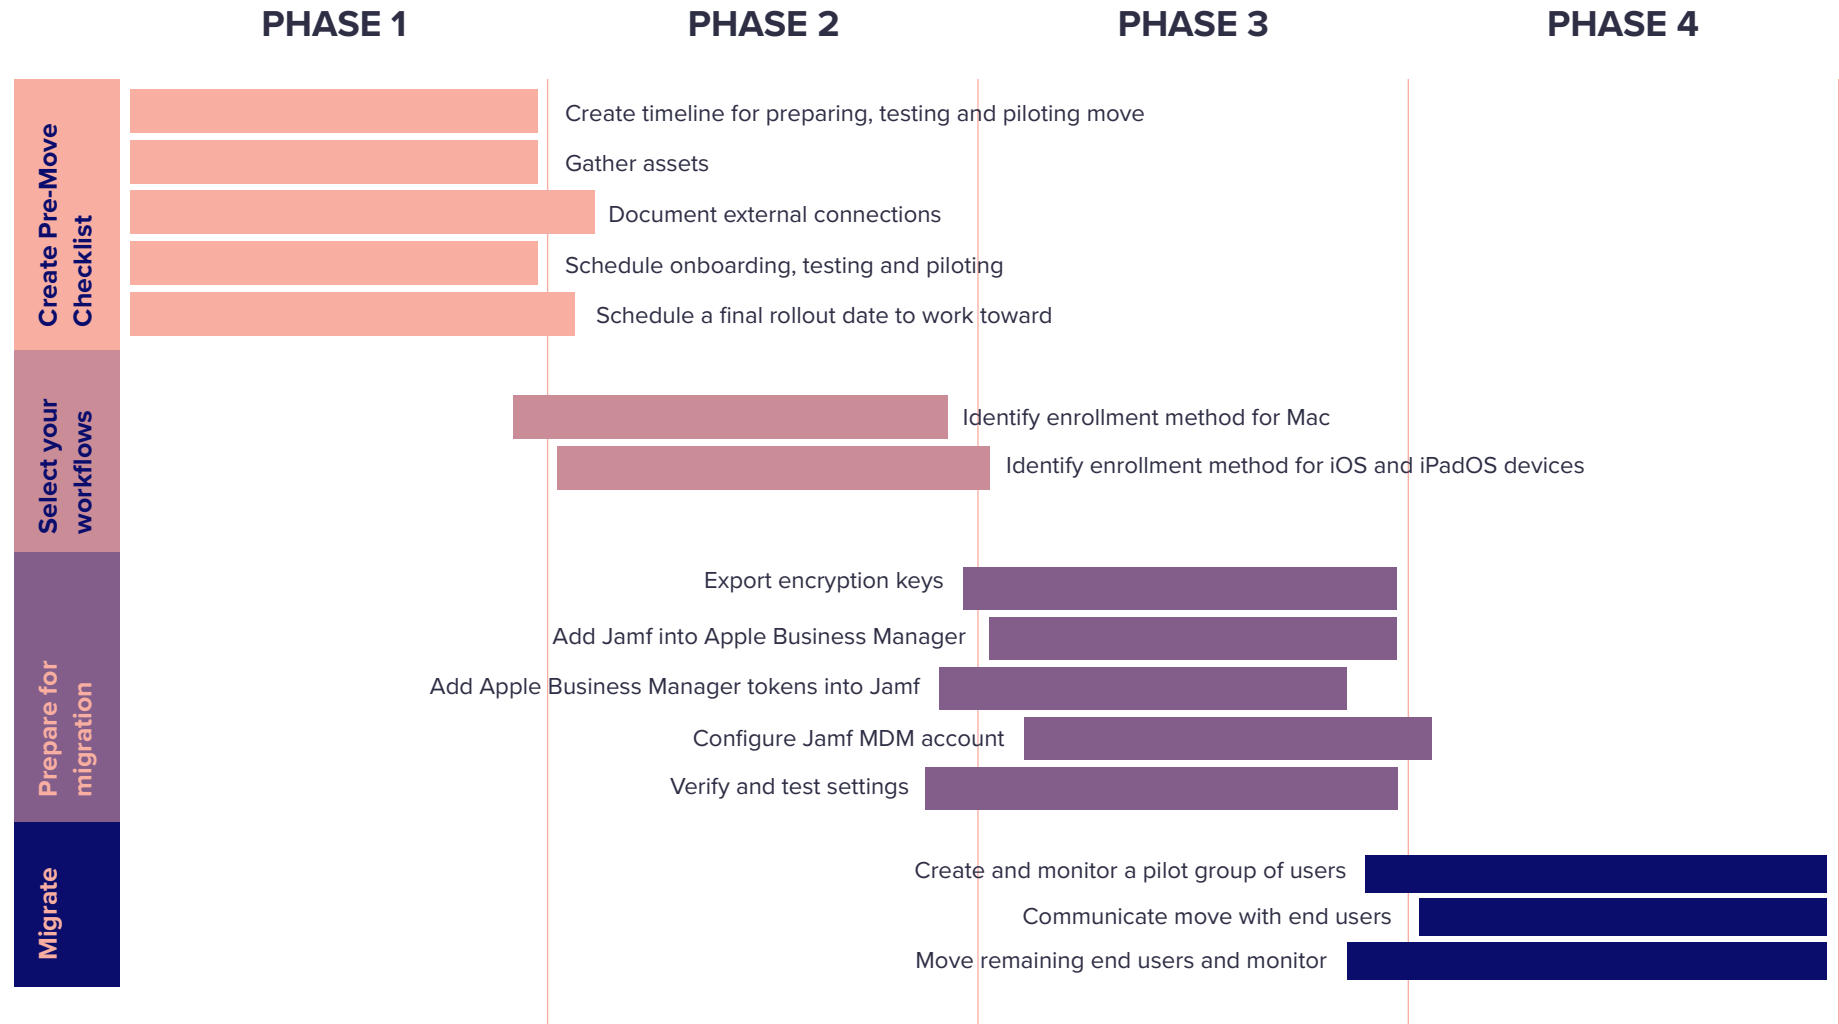 PHASE 1
PHASE 2
PHASE 3
PHASE 4
Create Pre-Move
Checklist
Create timeline for preparing, testing and piloting move
Gather assets
Document external connections
Schedule onboarding, testing and piloting
Schedule a final rollout date to work toward
Select your
workflows
Identify enrollment method for Mac
Identify enrollment method for iOS and iPadOS devices
Prepare for
migration
Export encryption keys
Add Jamf into Apple Business Manager
Add Apple Business Manager tokens into Jamf
Configure Jamf MDM account
Verify and test settings
Migrate
Create and monitor a pilot group of users
Communicate move with end users
Move remaining end users and monitor